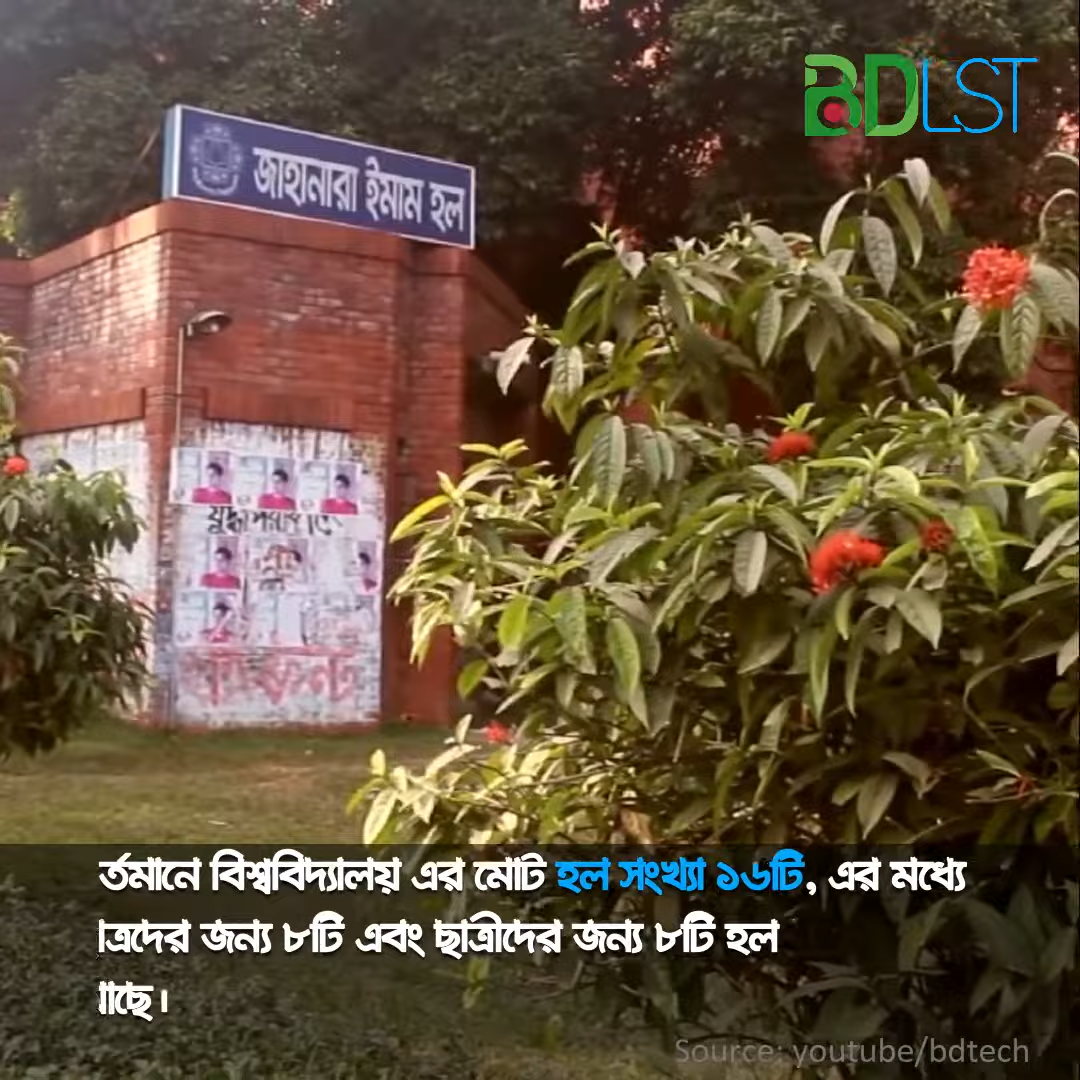 BDLST
জাহানারা ইমাম হল
র্তমানে বিশ্ববিদ্যালয় এর মোট হল সংখ্যা ১৬টি, এর মধ্যে
ত্রদের জন্য ৮টি এবং ছাত্রীদের জন্য ৮টি হল
ছে।
Source: youtube/bdtech